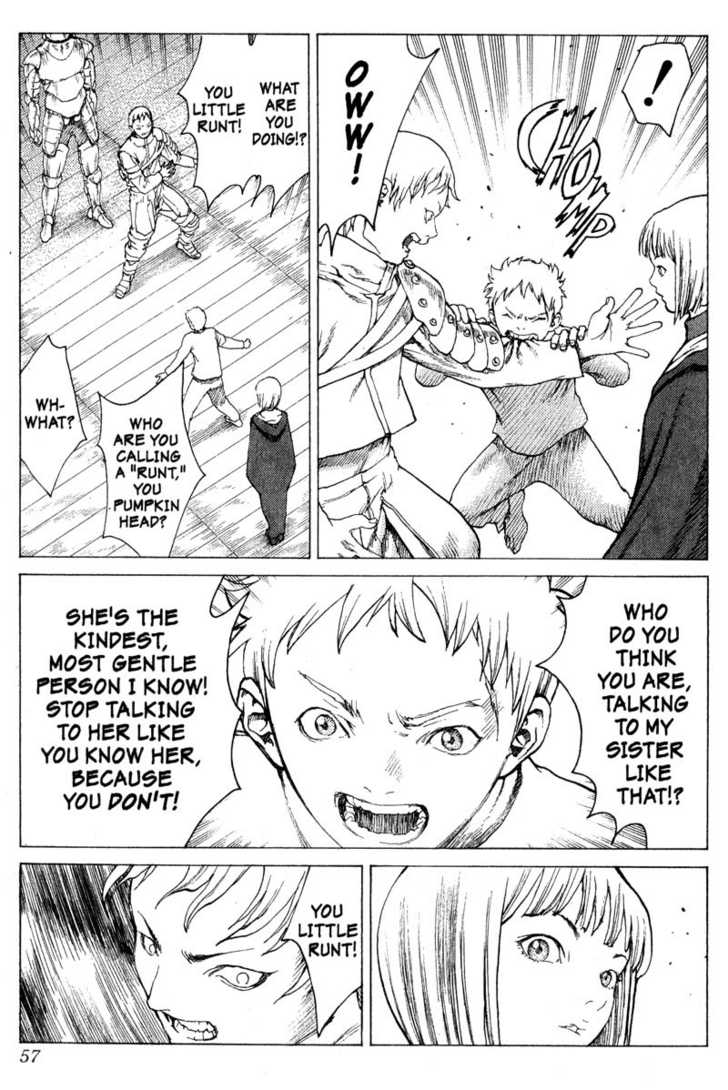 !
CHOMP
OWW!
WHAT
ARE
YOU
DOING!?
YOU
LITTLE
RUNT!
WHO
ARE YOU
CALLING
A "RUNT,"
YOU
PUMPKIN
HEAD?
WH-
WHAT?
WHO
DO YOU
THINK
YOU ARE,
TALKING
TO MY
SISTER
LIKE
THAT!?
SHE'S THE
KINDEST,
MOST GENTLE
PERSON I KNOW!
STOP TALKING
TO HER LIKE
YOU KNOW HER,
BECAUSE
YOU DON'T!
YOU
LITTLE
RUNT!
57